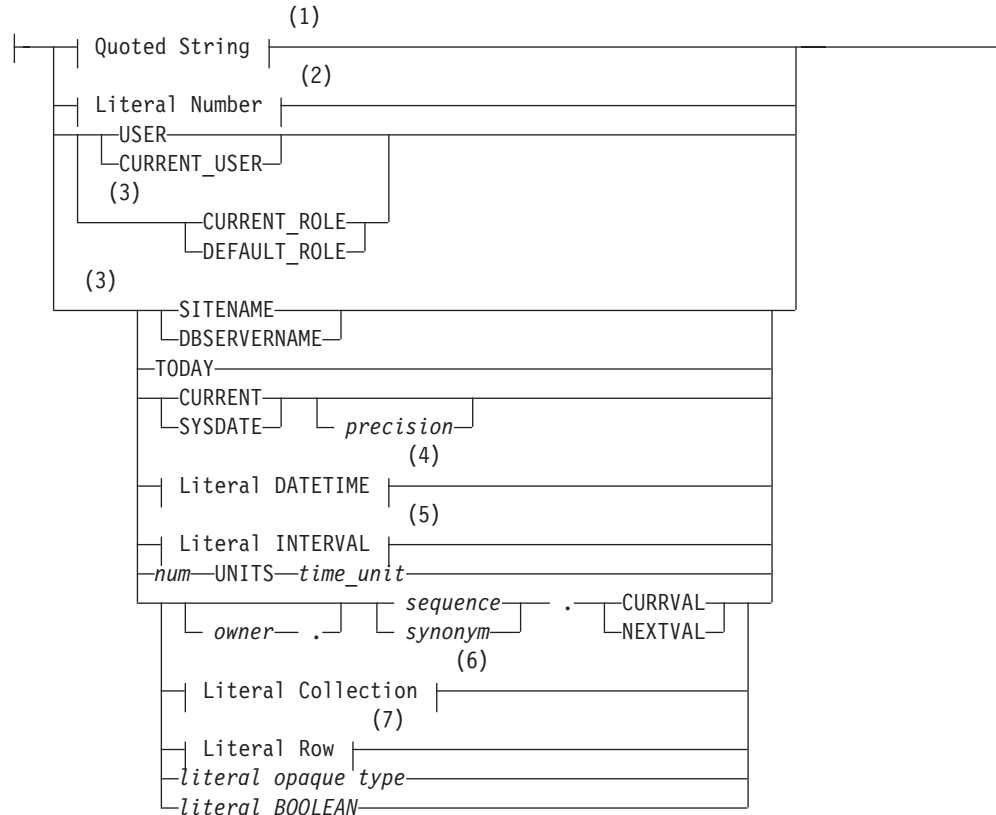 (1)
Quoted String
(2)
Literal Number
USER
CURRENT_USER
(3)
CURRENT_ROLE
DEFAULT_ROLE
(3)
SITENAME
DBSERVERNAME
TODAY
CURRENT
SYSDATE
precision
(4)
Literal DATETIME
(5)
Literal INTERVAL
num UNITS time_unit
sequence . CURRVAL
owner . synonym NEXTVAL
(6)
Literal Collection
(7)
Literal Row
literal opaque type
literal BOOLEAN